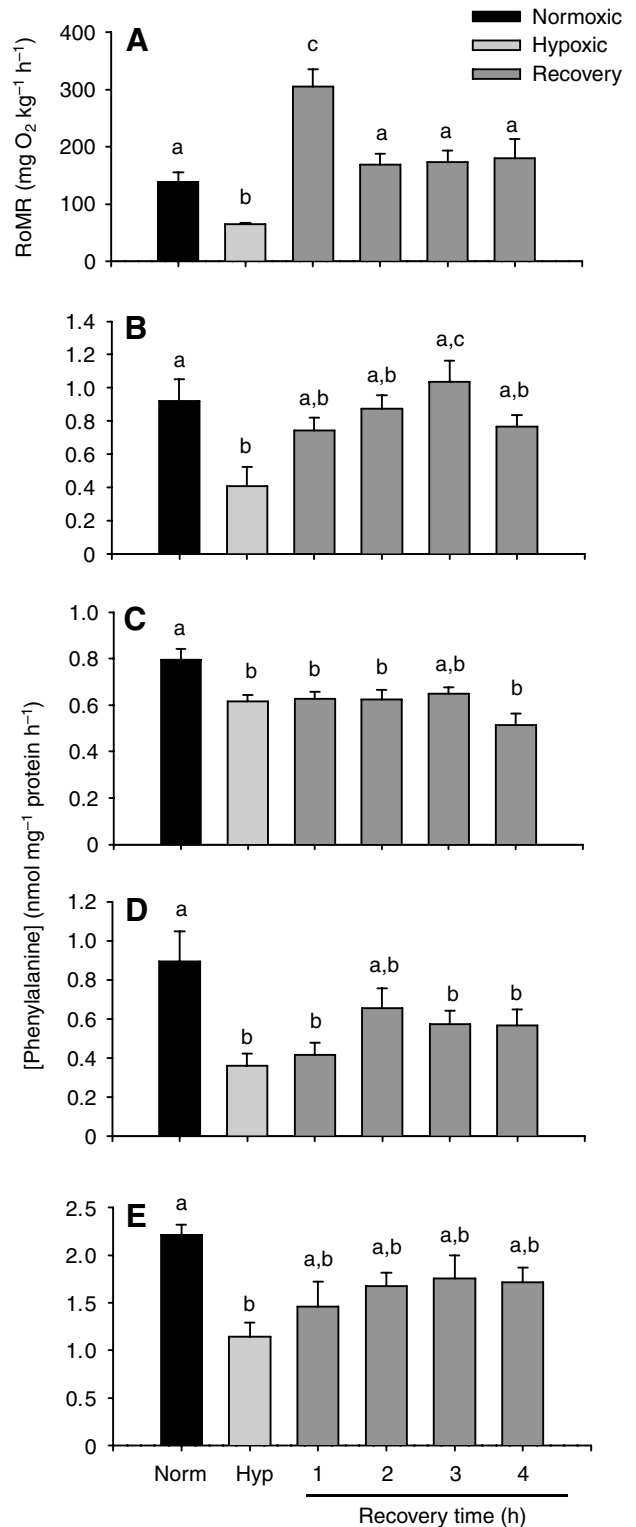 Normoxic
Hypoxic
Recovery
A
RoMR (mg O₂ kg⁻¹ h⁻¹)
400
300
200
100
0
a
b
c
a
a
a
B
1.4
1.2
1.0
0.8
0.6
0.4
0.2
0
a
b
a,b
a,b
a,c
a,b
[Phenylalanine] (nmol mg⁻¹ protein h⁻¹)
C
1.0
0.8
0.6
0.4
0.2
0
a
b
b
b
a,b
b
D
1.2
1.0
0.8
0.6
0.4
0.2
0
a
b
b
a,b
b
b
E
2.5
2.0
1.5
1.0
0.5
0
a
b
a,b
a,b
a,b
a,b
Norm Hyp 1 2 3 4
Recovery time (h)